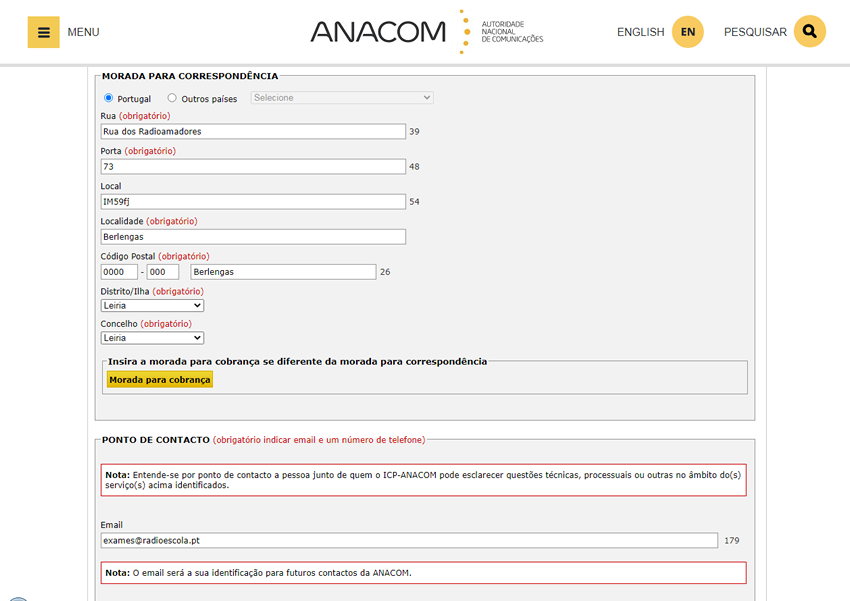 MENU
ANACOM
AUTORIDADE
NACIONAL
DE COMUNICAÇÕES
ENGLISH EN
PESQUISAR
MORADA PARA CORRESPONDÊNCIA
Portugal Outros países Selecione
Rua (obrigatório)
Rua dos Radioamadores 39
Porta (obrigatório)
73 48
Local
IM59fj 54
Localidade (obrigatório)
Berlengas
Código Postal (obrigatório)
0000 - 000 Berlengas 26
Distrito/Ilha (obrigatório)
Leiria
Concelho (obrigatório)
Leiria
Insira a morada para cobrança se diferente da morada para correspondência
Morada para cobrança
PONTO DE CONTACTO (obrigatório indicar email e um número de telefone)
Nota: Entende-se por ponto de contacto a pessoa junto de quem o ICP-ANACOM pode esclarecer questões técnicas, processuais ou outras no âmbito do(s)
serviço(s) acima identificados.
Email
exames@radioescola.pt 179
Nota: O email será a sua identificação para futuros contactos da ANACOM.